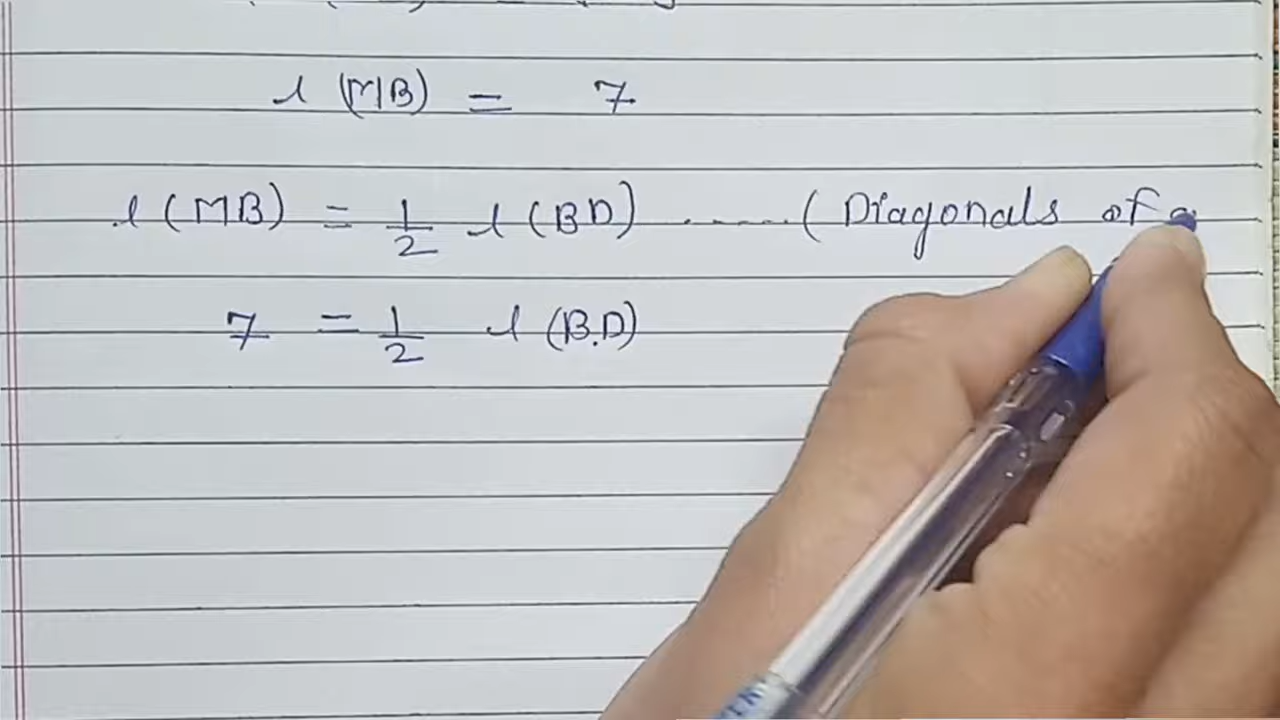 l (MB) = 7
l (MB) = 1/2 l (BD) ......( Diagonals of a
7 = 1/2 l (B.D)